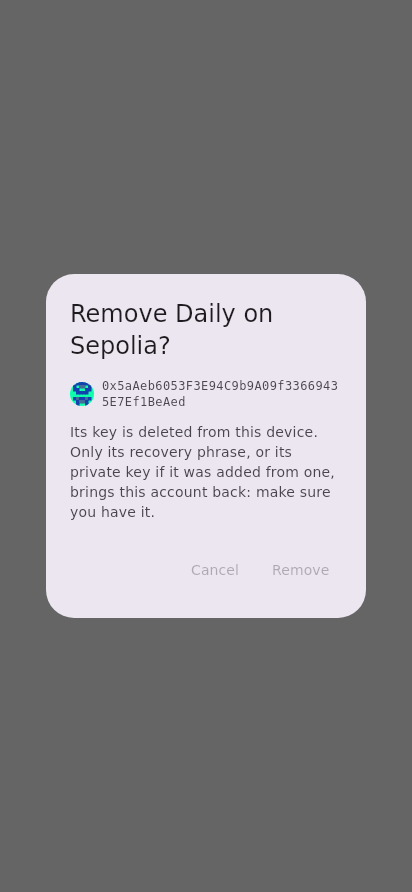 Remove Daily on
Sepolia?
0x5aAeb6053F3E94C9b9A09f3366943
5E7Ef1BeAed
Its key is deleted from this device.
Only its recovery phrase, or its
private key if it was added from one,
brings this account back: make sure
you have it.
Cancel Remove